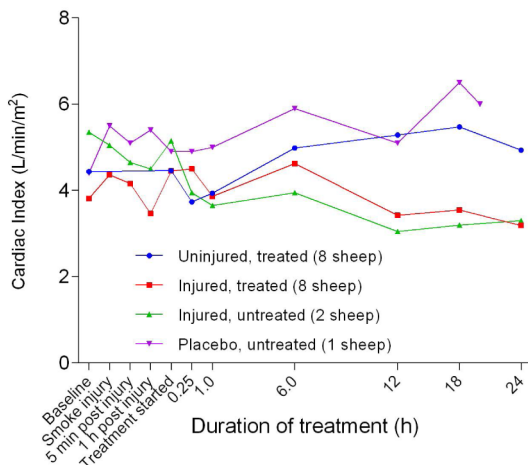 8
6
4
2
0
Cardiac Index (L/min/m²)
Uninjured, treated (8 sheep)
Injured, treated (8 sheep)
Injured, untreated (2 sheep)
Placebo, untreated (1 sheep)
Baseline
Smoke injury
5 min post injury
1 h post injury
Treatment started
0.25
1.0
6.0
12
18
24
Duration of treatment (h)